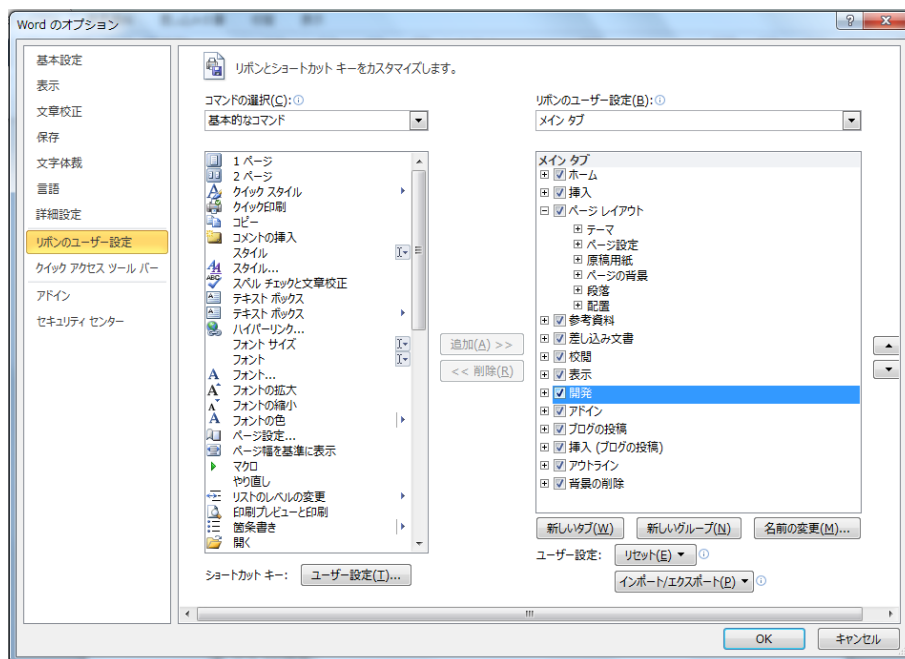 Word のオプション
基本設定
表示
文章校正
保存
文字体裁
言語
詳細設定
リボンのユーザー設定
クイック アクセス ツール バー
アドイン
セキュリティ センター
リボンとショートカット キーをカスタマイズします。
コマンドの選択(C):
基本的なコマンド
1 ページ
2 ページ
クイック スタイル
クイック印刷
コピー
コメントの挿入
スタイル
スタイル...
スペル チェックと文章校正
テキスト ボックス
テキスト ボックス
ハイパーリンク...
フォント サイズ
フォント
フォント...
フォントの拡大
フォントの縮小
フォントの色
ページ設定...
ページ幅を基準に表示
マクロ
やり直し
リストのレベルの変更
印刷プレビューと印刷
箇条書き
開く
ショートカット キー:
ユーザー設定(T)...
追加(A) >>
<< 削除(R)
リボンのユーザー設定(B):
メイン タブ
メイン タブ
ホーム
挿入
ページ レイアウト
テーマ
ページ設定
原稿用紙
ページの背景
段落
配置
参考資料
差し込み文書
校閲
表示
開発
アドイン
ブログの投稿
挿入 (ブログの投稿)
アウトライン
背景の削除
新しいタブ(W)
新しいグループ(N)
名前の変更(M)...
ユーザー設定:
リセット(E)
インポート/エクスポート(P)
OK
キャンセル